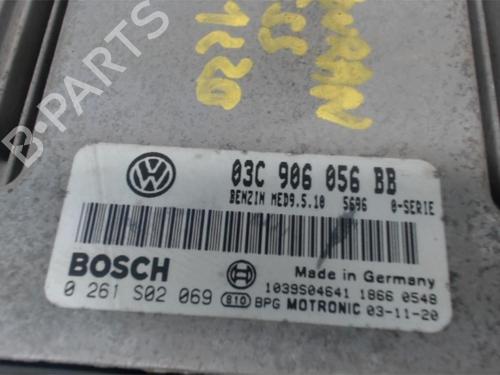 03C 906 056 BB
BENZIN MED9.5.10 5696 0-SERIE
BOSCH
Made in Germany
1039S04641 1866 0548
0 261 S02 069 S10 BPG MOTRONIC 03-11-20
B-PARTS